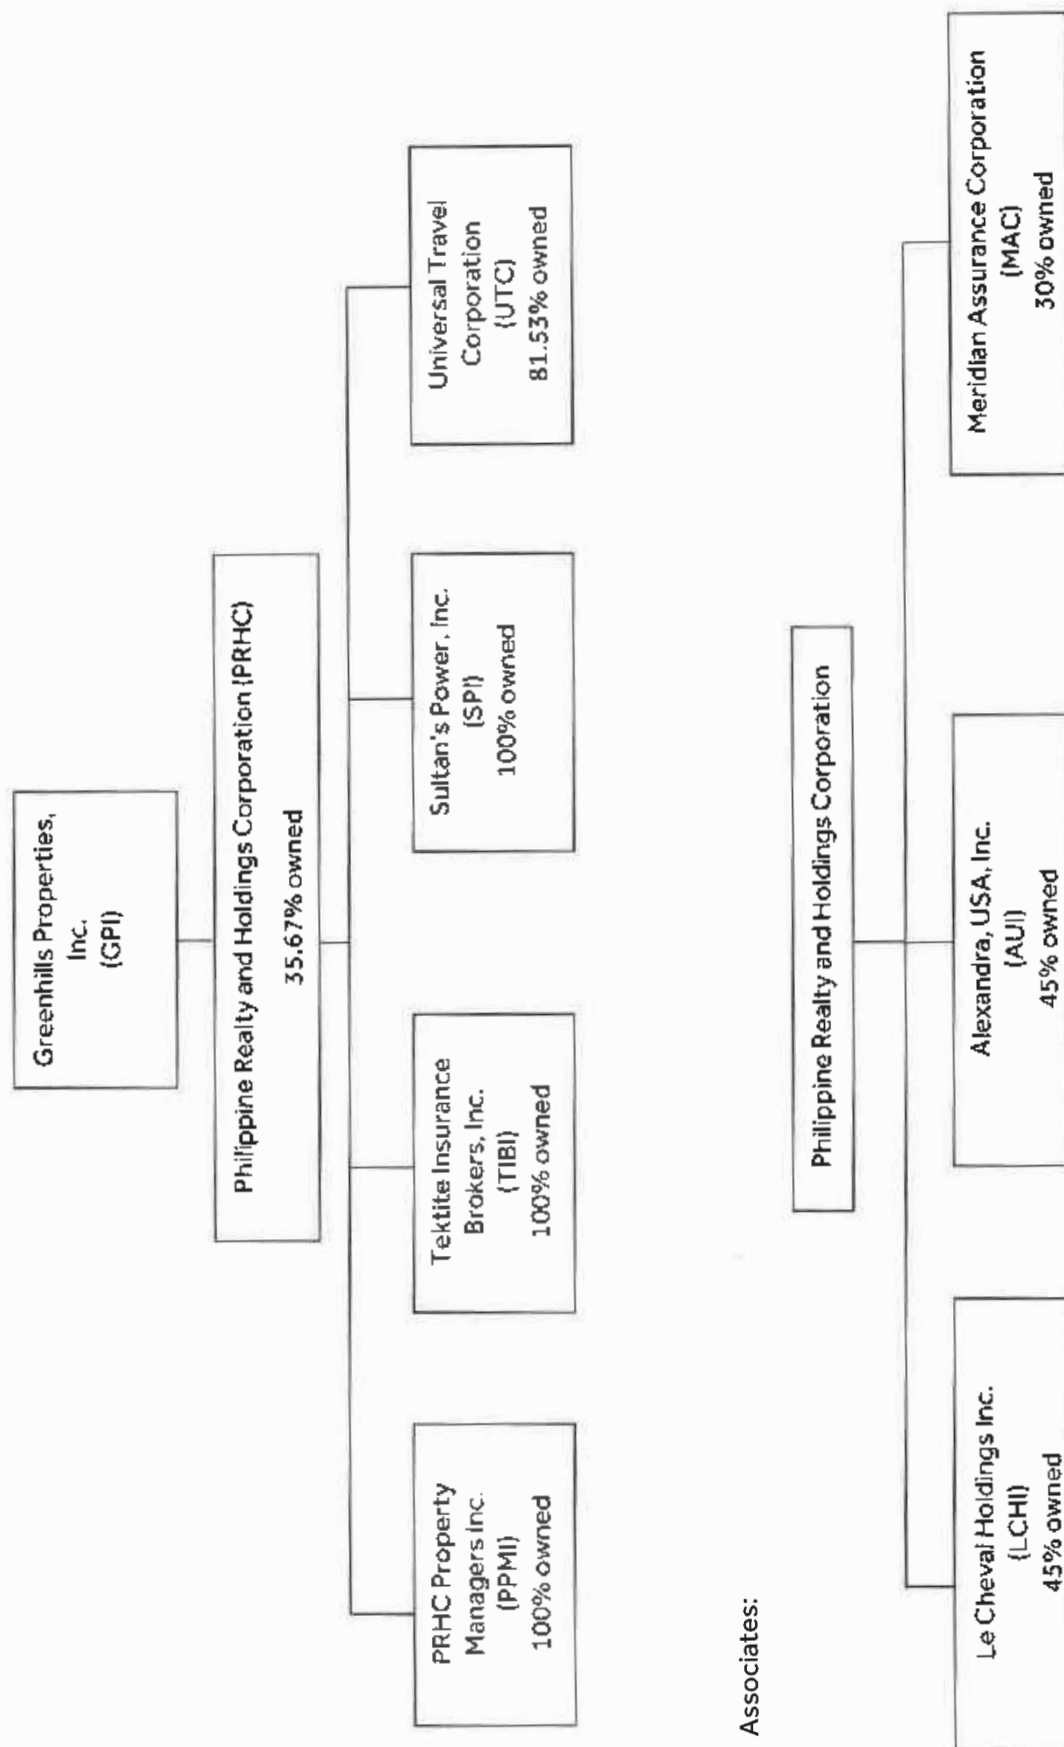 Greenhills Properties,
Inc.
(GPI)
Philippine Realty and Holdings Corporation (PRHC)
35.67% owned
PRHC Property
Managers Inc.
(PPMI)
100% owned
Tektite Insurance
Brokers, Inc.
(TIBI)
100% owned
Sultan's Power, Inc.
(SPI)
100% owned
Universal Travel
Corporation
(UTC)
81.53% owned
Associates:
Philippine Realty and Holdings Corporation
Le Cheval Holdings Inc.
(LCHI)
45% owned
Alexandra, USA, Inc.
(AUI)
45% owned
Meridian Assurance Corporation
(MAC)
30% owned